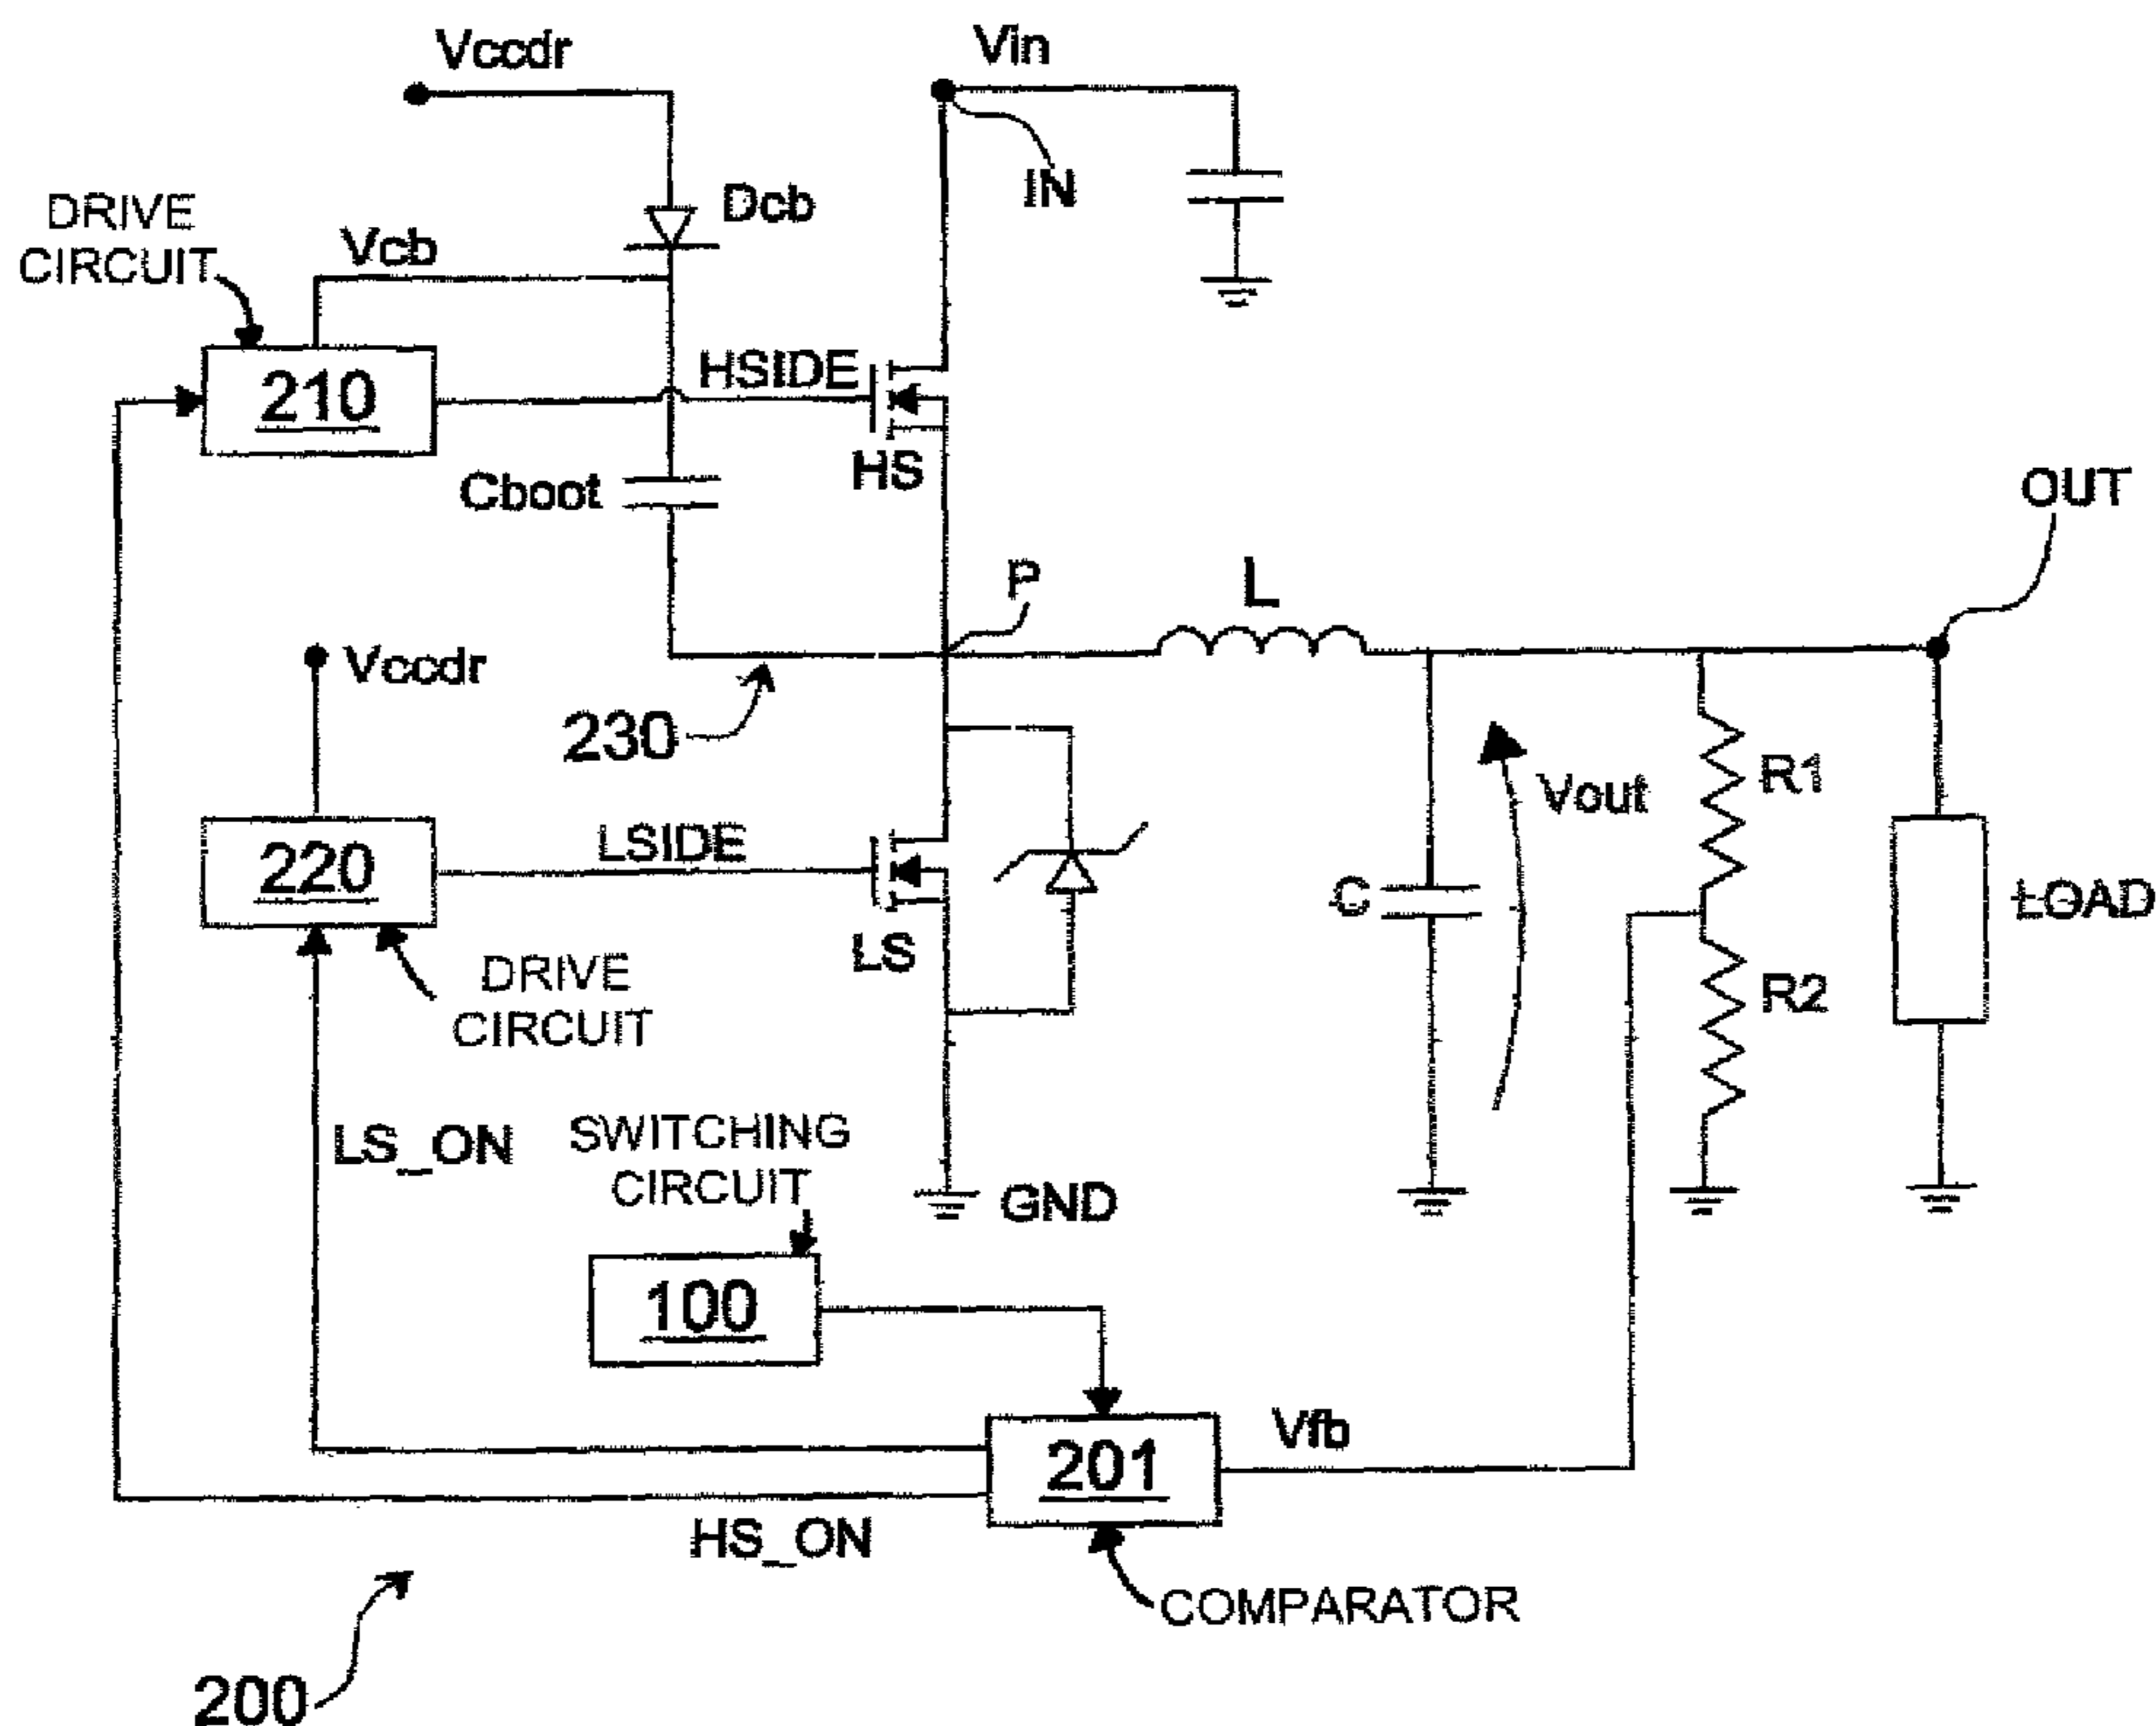 Vccdr
Vin
IN
Dcb
DRIVE
CIRCUIT
Vcb
210
HSIDE
HS
Cboot
OUT
P
L
Vccdr
230
R1
Vout
220
LSIDE
C
LOAD
LS
DRIVE
CIRCUIT
R2
LS_ON
SWITCHING
CIRCUIT
GND
100
Vfb
201
HS_ON
COMPARATOR
200